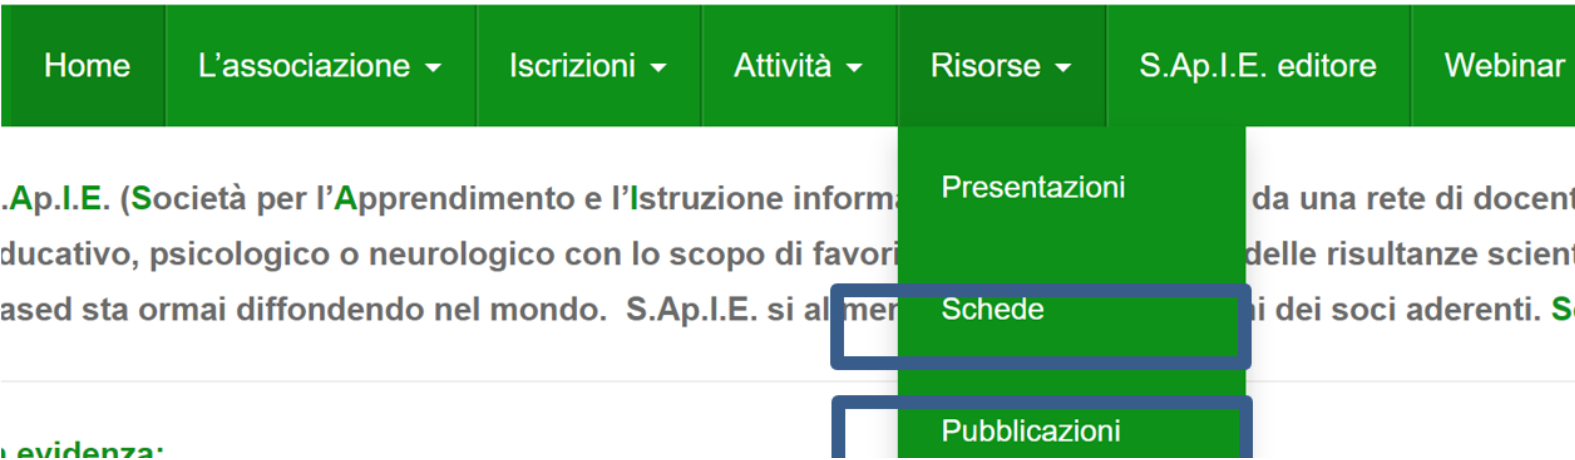 Home L'associazione Iscrizioni Attività Risorse S.Ap.I.E. editore Webinar
Presentazioni
.Ap.I.E. (Società per l'Apprendimento e l'Istruzione inform da una rete di docent
ducativo, psicologico o neurologico con lo scopo di favori delle risultanze scient
ased sta ormai diffondendo nel mondo. S.Ap.I.E. si alimen i dei soci aderenti. S
Schede
Pubblicazioni
evidenza: